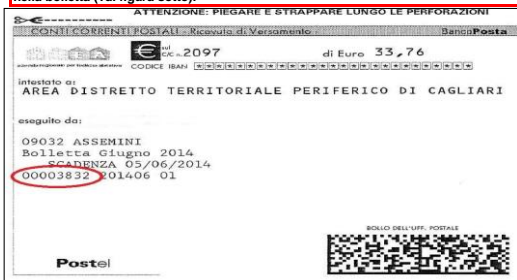 nella bolletta (vai figura sotto).
ATTENZIONE: PIEGARE E STRAPPARE LUNGO LE PERFORAZIONI
CONTI CORRENTI POSTALI - Ricevuta di Versamento BancoPosta
€ sul C/C n. 2097 di Euro 33,76
CODICE IBAN * * * * * * * * * * * * * * * * * * * * * * * * * * *
intestato a:
AREA DISTRETTO TERRITORIALE PERIFERICO DI CAGLIARI
eseguito da:
09032 ASSEMINI
Bolletta Giugno 2014
SCADENZA 05/06/2014
00003832 201406 01
BOLLO DELL'UFF. POSTALE
Postel